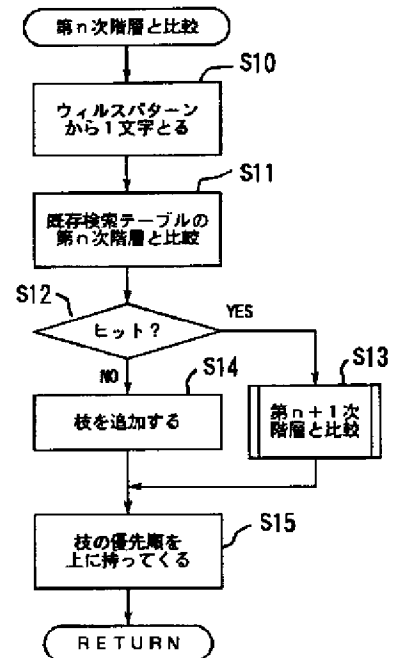 第n次階層と比較
S10
ウィルスパターン
から1文字とる
S11
既存検索テーブルの
第n次階層と比較
S12
ヒット?
YES
NO
S14
S13
枝を追加する
第n+1次
階層と比較
S15
枝の優先順を
上に持ってくる
RETURN